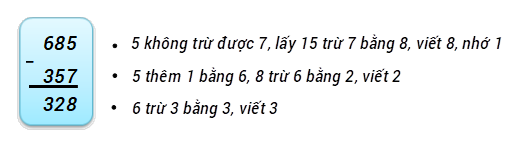 685
–
357
328
• 5 không trừ được 7, lấy 15 trừ 7 bằng 8, viết 8, nhớ 1
• 5 thêm 1 bằng 6, 8 trừ 6 bằng 2, viết 2
• 6 trừ 3 bằng 3, viết 3